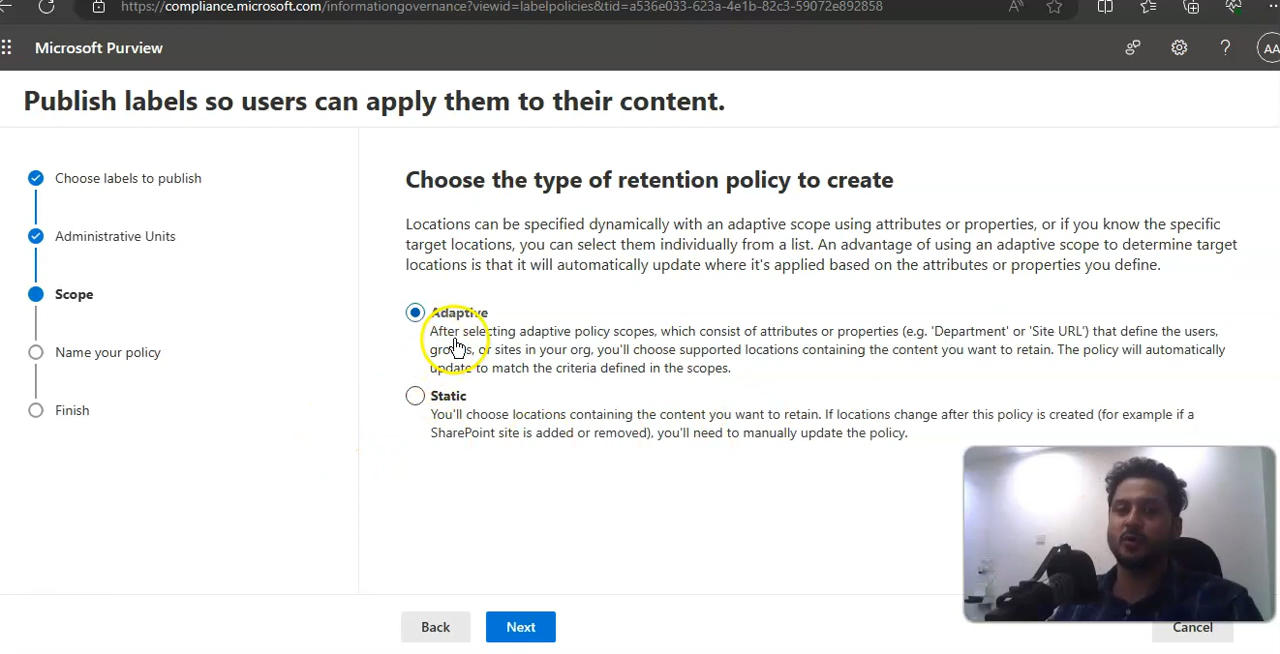 https://compliance.microsoft.com/informationgovernance?viewid=labelpolicies&tid=a536e033-623a-4e1b-82c3-59072e892858
Microsoft Purview
AA
Publish labels so users can apply them to their content.
Choose labels to publish
Administrative Units
Scope
Name your policy
Finish
Choose the type of retention policy to create
Locations can be specified dynamically with an adaptive scope using attributes or properties, or if you know the specific
target locations, you can select them individually from a list. An advantage of using an adaptive scope to determine target
locations is that it will automatically update where it's applied based on the attributes or properties you define.
Adaptive
After selecting adaptive policy scopes, which consist of attributes or properties (e.g. 'Department' or 'Site URL') that define the users,
groups, or sites in your org, you'll choose supported locations containing the content you want to retain. The policy will automatically
update to match the criteria defined in the scopes.
Static
You'll choose locations containing the content you want to retain. If locations change after this policy is created (for example if a
SharePoint site is added or removed), you'll need to manually update the policy.
Back
Next
Cancel